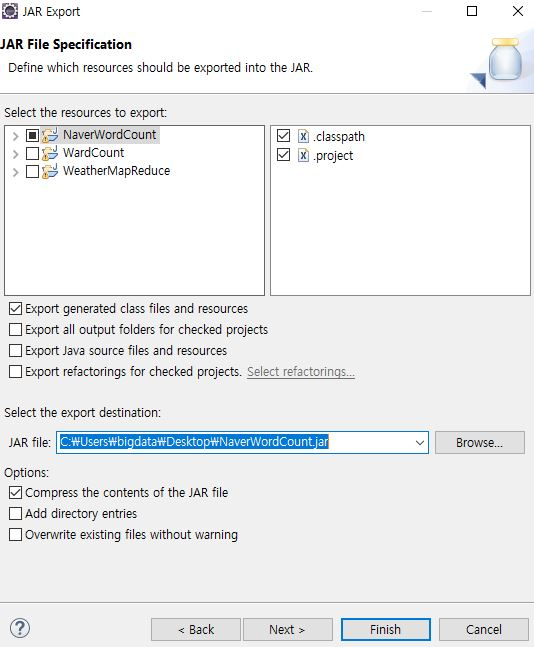 JAR Export
JAR File Specification
Define which resources should be exported into the JAR.
Select the resources to export:
NaverWordCount
WardCount
WeatherMapReduce
.classpath
.project
Export generated class files and resources
Export all output folders for checked projects
Export Java source files and resources
Export refactorings for checked projects. Select refactorings...
Select the export destination:
JAR file: C:₩Users₩bigdata₩Desktop₩NaverWordCount.jar Browse...
Options:
Compress the contents of the JAR file
Add directory entries
Overwrite existing files without warning
? < Back Next > Finish Cancel